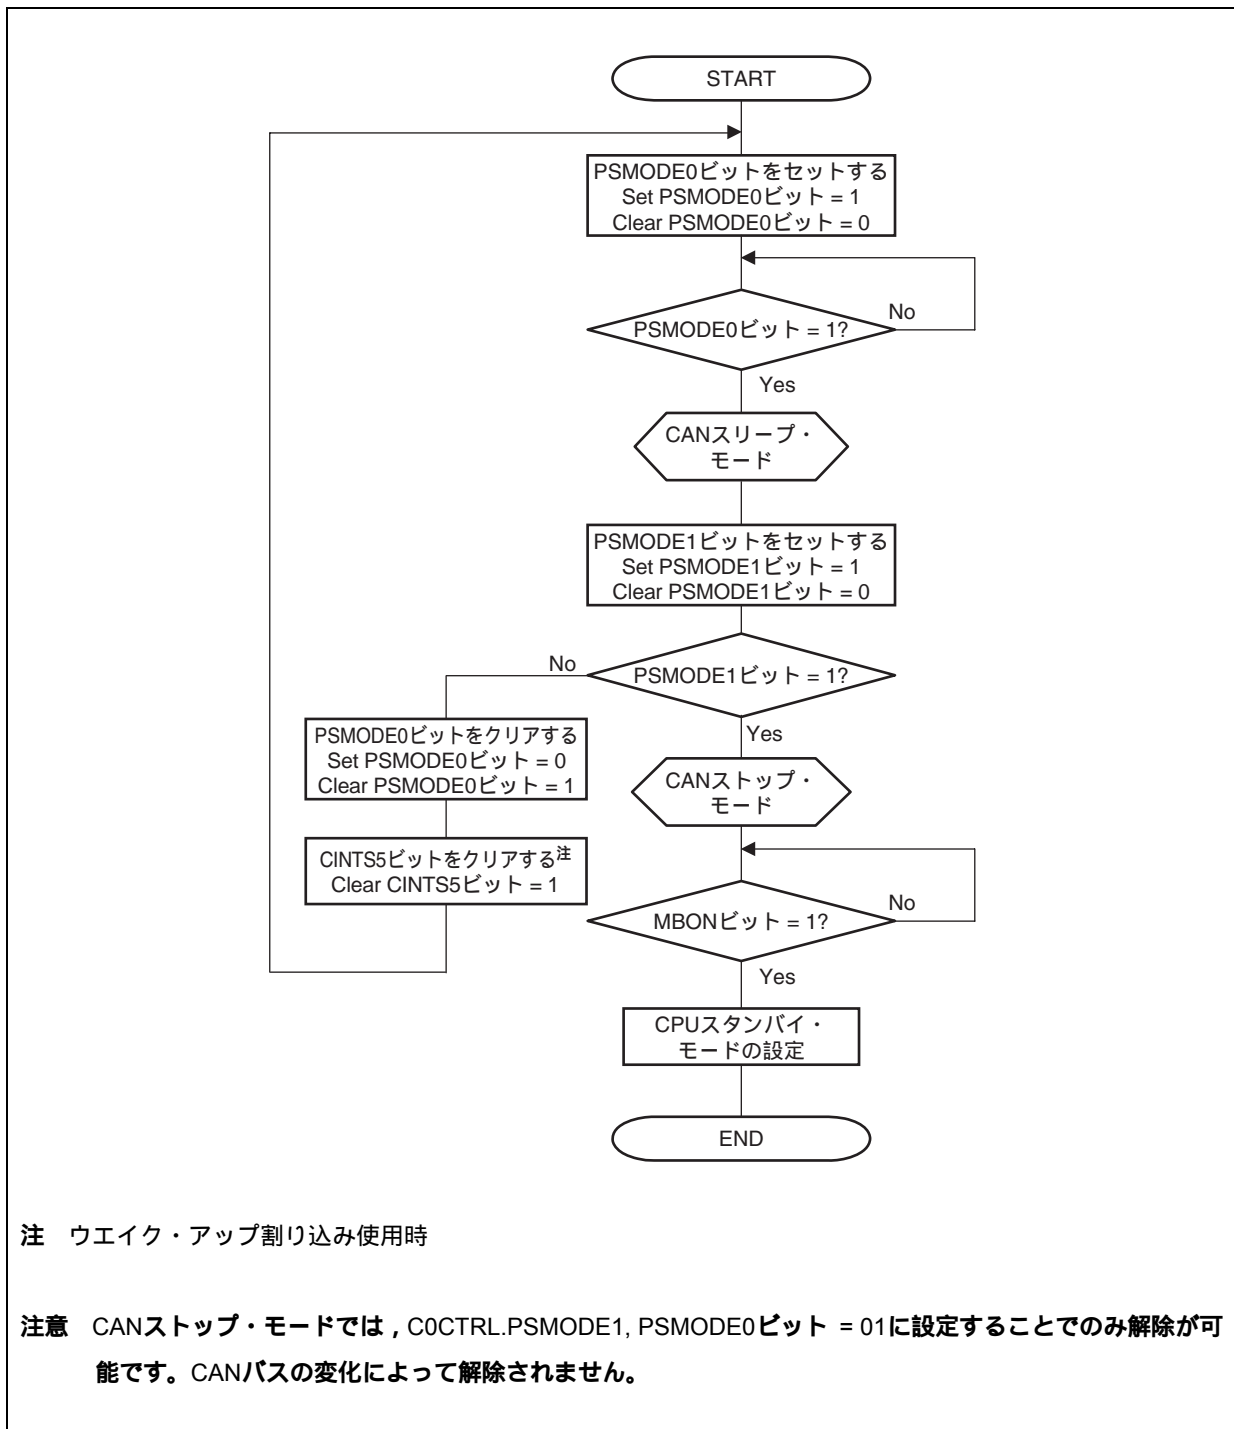 START
PSMODE0ビットをセットする
Set PSMODE0ビット = 1
Clear PSMODE0ビット = 0
PSMODE0ビット = 1?
No
Yes
CANスリープ・
モード
PSMODE1ビットをセットする
Set PSMODE1ビット = 1
Clear PSMODE1ビット = 0
PSMODE1ビット = 1?
No
Yes
PSMODE0ビットをクリアする
Set PSMODE0ビット = 0
Clear PSMODE0ビット = 1
CINTS5ビットをクリアする注
Clear CINTS5ビット = 1
CANストップ・
モード
MBONビット = 1?
No
Yes
CPUスタンバイ・
モードの設定
END
注 ウエイク・アップ割り込み使用時
注意 CANストップ・モードでは,C0CTRL.PSMODE1, PSMODE0ビット = 01に設定することでのみ解除が可
能です。CANバスの変化によって解除されません。